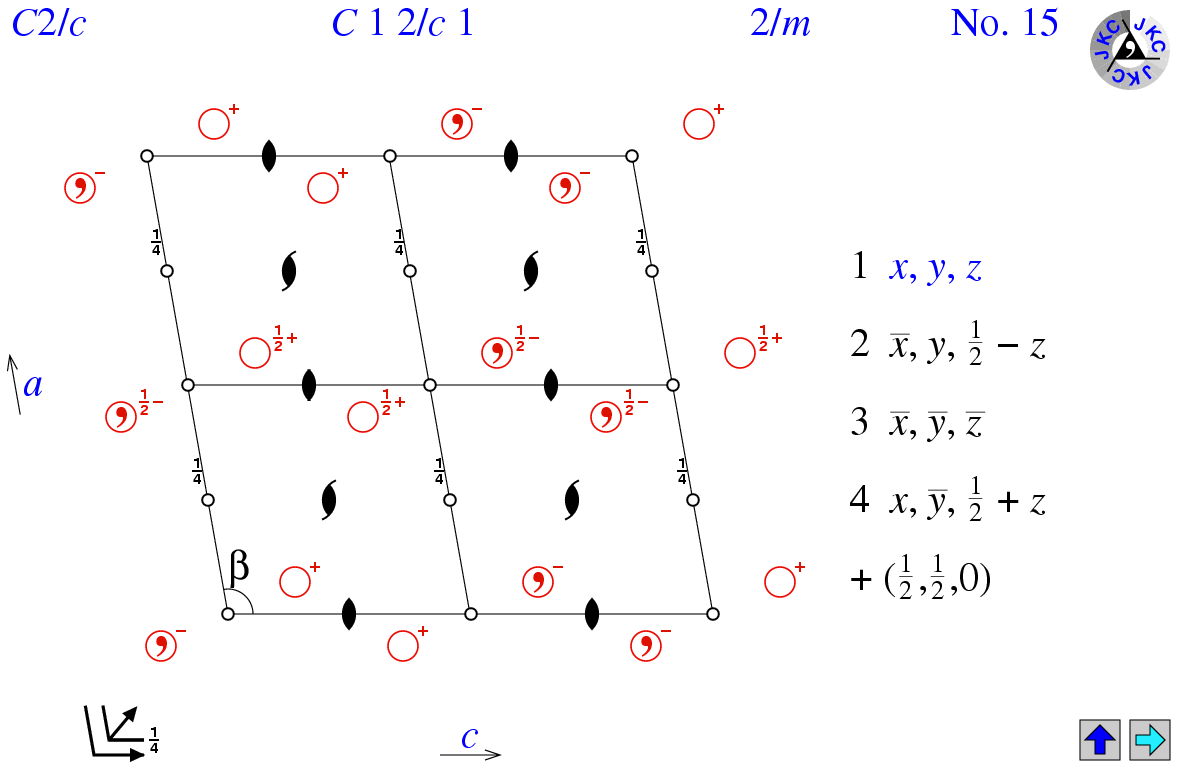 C2/c C 1 2/c 1 2/m No. 15
JKC JKC JKC
+ − +
− + −
1/4 1/4 1/4
1 x, y, z
1/2+ 1/2− 1/2+
2 x̅, y, 1/2 − z
a
1/2− 1/2+ 1/2−
3 x̅, y̅, z̅
1/4 1/4 1/4
4 x, y̅, 1/2 + z
β
+ − +
+ (1/2,1/2,0)
− + −
1/4
c